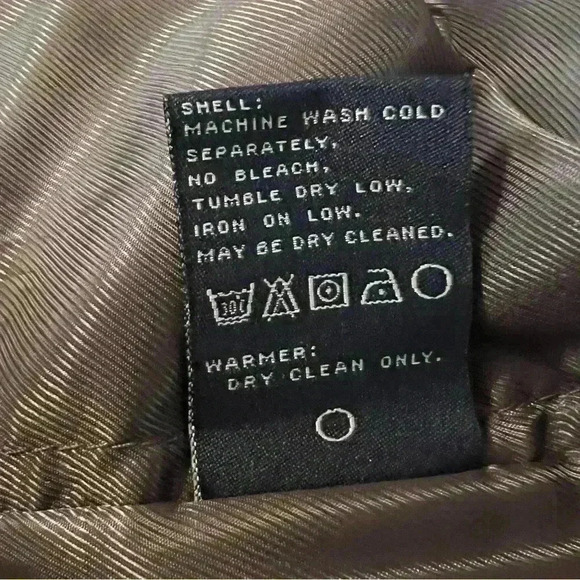 SHELL:
MACHINE WASH COLD
SEPARATELY,
NO BLEACH,
TUMBLE DRY LOW,
IRON ON LOW.
MAY BE DRY CLEANED.
30
WARMER:
DRY CLEAN ONLY.